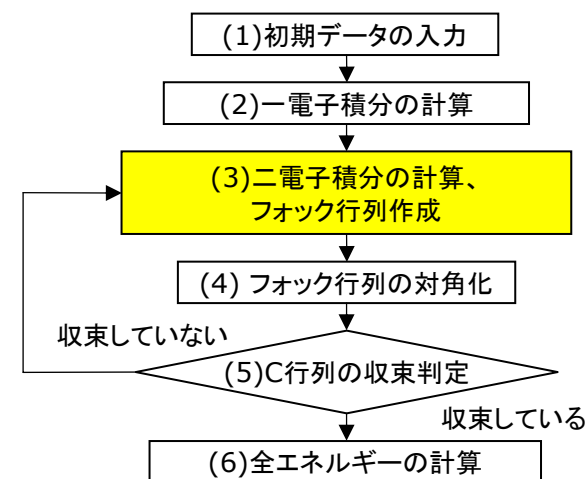 (1)初期データの入力
(2)一電子積分の計算
(3)二電子積分の計算、
フォック行列作成
(4) フォック行列の対角化
収束していない
(5)C行列の収束判定
収束している
(6)全エネルギーの計算